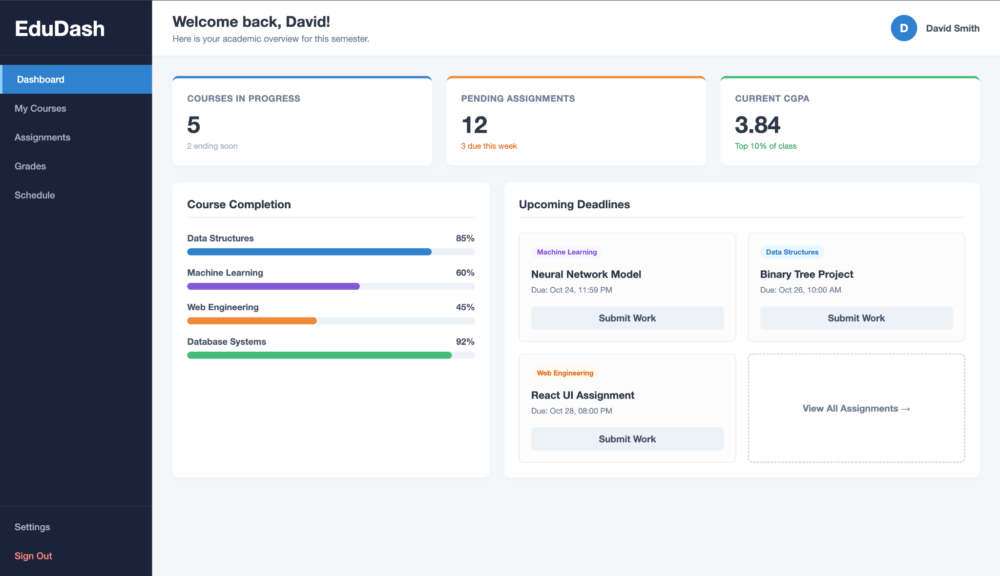 EduDash
Dashboard
My Courses
Assignments
Grades
Schedule
Settings
Sign Out
Welcome back, David!
Here is your academic overview for this semester.
D
David Smith
COURSES IN PROGRESS
5
2 ending soon
PENDING ASSIGNMENTS
12
3 due this week
CURRENT CGPA
3.84
Top 10% of class
Course Completion
Data Structures 85%
Machine Learning 60%
Web Engineering 45%
Database Systems 92%
Upcoming Deadlines
Machine Learning
Neural Network Model
Due: Oct 24, 11:59 PM
Submit Work
Data Structures
Binary Tree Project
Due: Oct 26, 10:00 AM
Submit Work
Web Engineering
React UI Assignment
Due: Oct 28, 08:00 PM
Submit Work
View All Assignments →